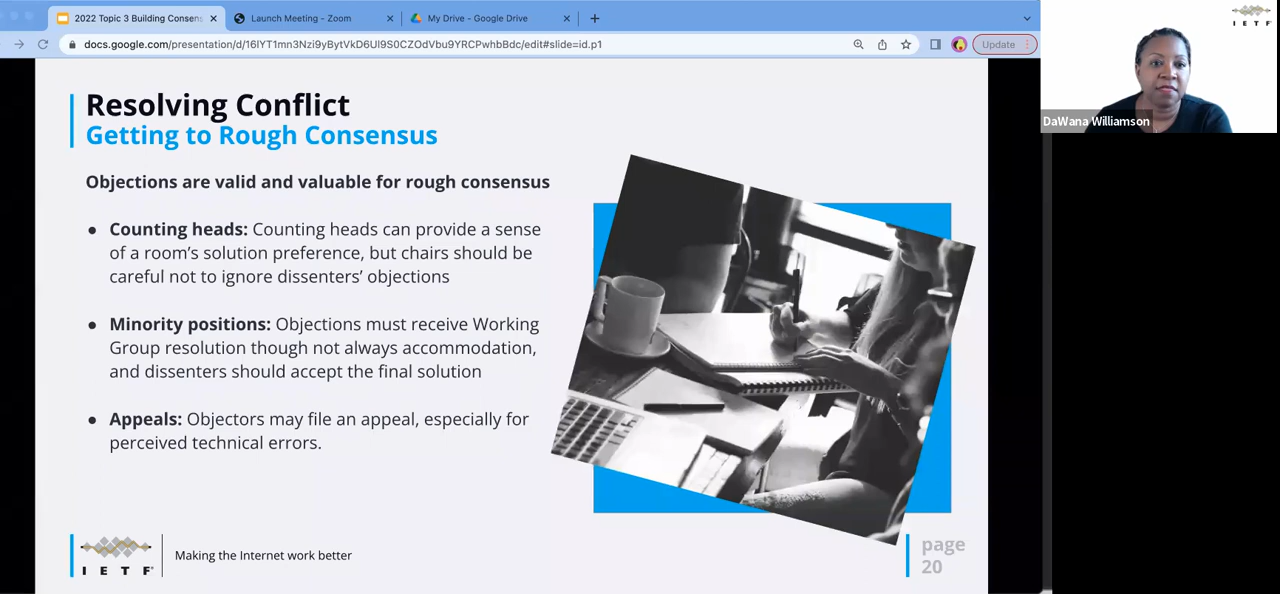 2022 Topic 3 Building Consens
Launch Meeting - Zoom
My Drive - Google Drive
docs.google.com/presentation/d/16lYT1mn3Nzi9yBytVkD6Ul9S0CZOdVbu9YRCPwhbBdc/edit#slide=id.p1
Update
IETF
DaWana Williamson
Resolving Conflict
Getting to Rough Consensus
Objections are valid and valuable for rough consensus
● Counting heads: Counting heads can provide a sense
of a room’s solution preference, but chairs should be
careful not to ignore dissenters’ objections
● Minority positions: Objections must receive Working
Group resolution though not always accommodation,
and dissenters should accept the final solution
● Appeals: Objectors may file an appeal, especially for
perceived technical errors.
IETF®
Making the Internet work better
page
20